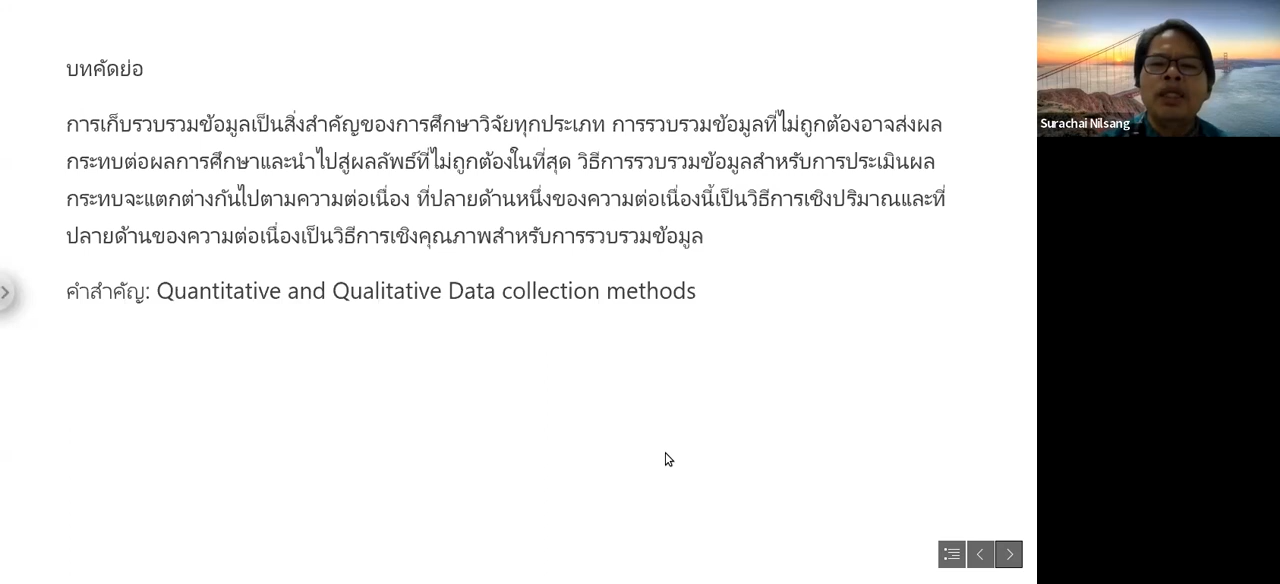 บทคัดย่อ
การเก็บรวบรวมข้อมูลเป็นสิ่งสำคัญของการศึกษาวิจัยทุกประเภท การรวบรวมข้อมูลที่ไม่ถูกต้องอาจส่งผล
กระทบต่อผลการศึกษาและนำไปสู่ผลลัพธ์ที่ไม่ถูกต้องในที่สุด วิธีการรวบรวมข้อมูลสำหรับการประเมินผล
กระทบจะแตกต่างกันไปตามความต่อเนื่อง ที่ปลายด้านหนึ่งของความต่อเนื่องนี้เป็นวิธีการเชิงปริมาณและที่
ปลายด้านของความต่อเนื่องเป็นวิธีการเชิงคุณภาพสำหรับการรวบรวมข้อมูล
คำสำคัญ: Quantitative and Qualitative Data collection methods
Surachai Nilsang